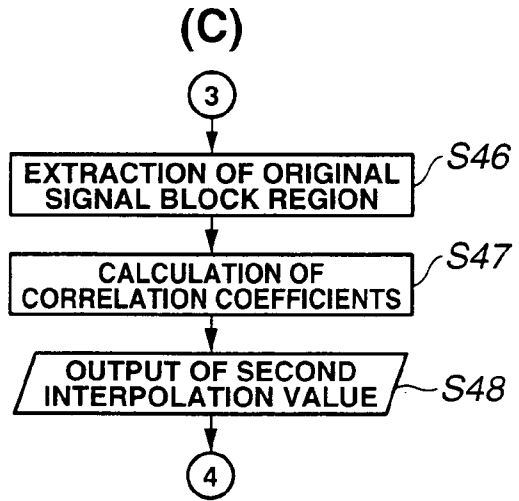 (C)
3
EXTRACTION OF ORIGINAL
SIGNAL BLOCK REGION
S46
CALCULATION OF
CORRELATION COEFFICIENTS
S47
OUTPUT OF SECOND
INTERPOLATION VALUE
S48
4